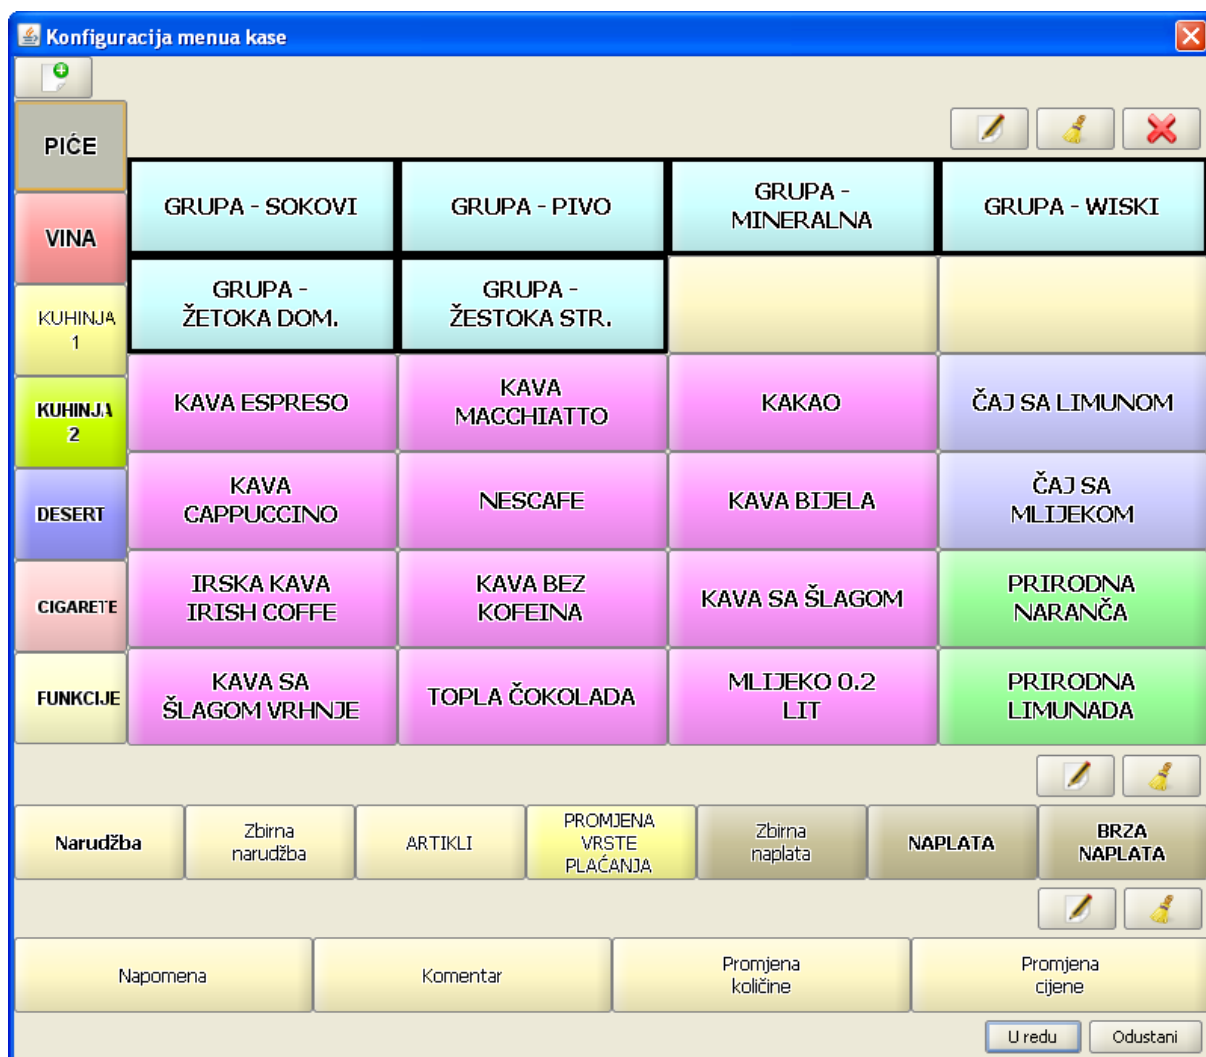 Konfiguracija menua kase
PIĆE
VINA
KUHINJA
1
KUHINJA
2
DESERT
CIGARETE
FUNKCIJE
GRUPA - SOKOVI
GRUPA - PIVO
GRUPA -
MINERALNA
GRUPA - WISKI
GRUPA -
ŽETOKA DOM.
GRUPA -
ŽESTOKA STR.
KAVA ESPRESO
KAVA
MACCHIATTO
KAKAO
ČAJ SA LIMUNOM
KAVA
CAPPUCCINO
NESCAFE
KAVA BIJELA
ČAJ SA
MLIJEKOM
IRSKA KAVA
IRISH COFFE
KAVA BEZ
KOFEINA
KAVA SA ŠLAGOM
PRIRODNA
NARANČA
KAVA SA
ŠLAGOM VRHNJE
TOPLA ČOKOLADA
MLIJEKO 0.2
LIT
PRIRODNA
LIMUNADA
Narudžba
Zbirna
narudžba
ARTIKLI
PROMJENA
VRSTE
PLAĆANJA
Zbirna
naplata
NAPLATA
BRZA
NAPLATA
Napomena
Komentar
Promjena
količine
Promjena
cijene
U redu
Odustani